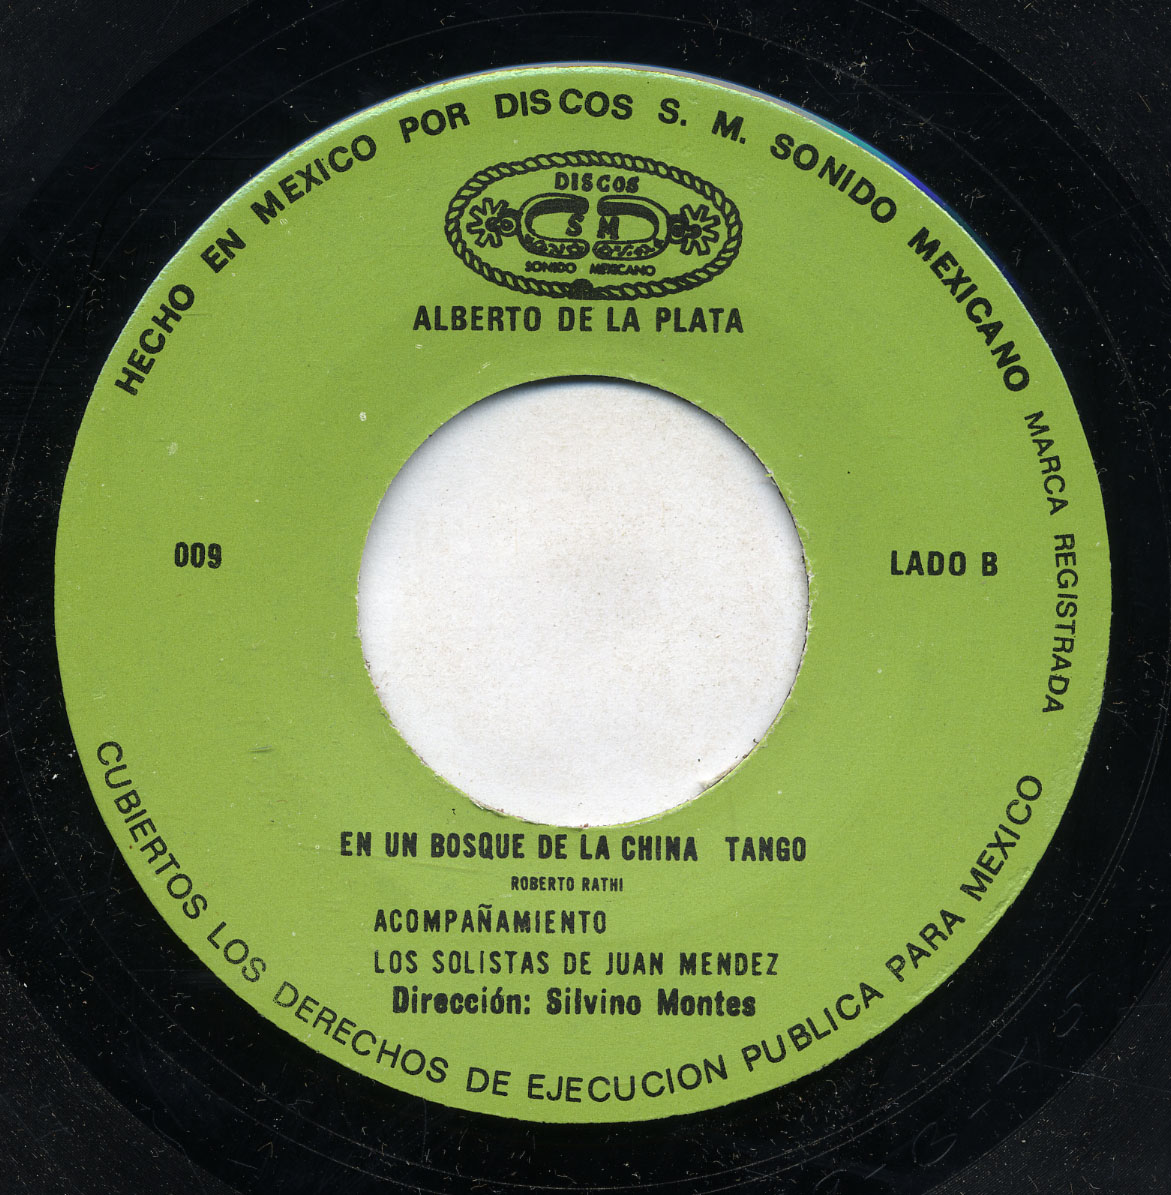 HECHO EN MEXICO POR DISCOS S. M. SONIDO MEXICANO MARCA REGISTRADA
DISCOS
S M
SONIDO MEXICANO
ALBERTO DE LA PLATA
009
LADO B
EN UN BOSQUE DE LA CHINA TANGO
ROBERTO RATHI
ACOMPAÑAMIENTO
LOS SOLISTAS DE JUAN MENDEZ
Dirección: Silvino Montes
CUBIERTOS LOS DERECHOS DE EJECUCION PUBLICA PARA MEXICO